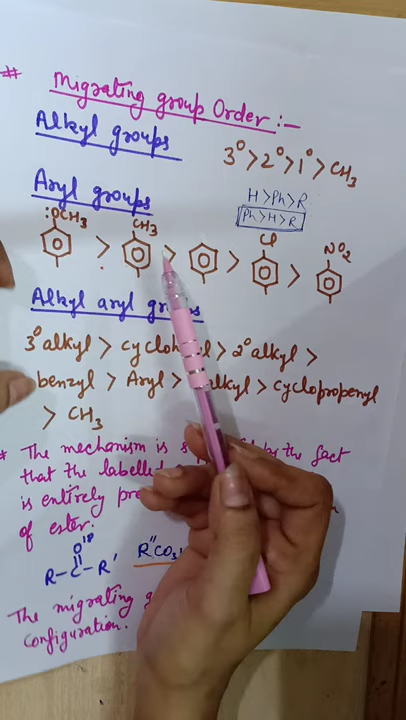 # Migrating group Order :-
Alkyl groups
3° > 2° > 1° > CH3
Aryl groups
H > Ph > R
Ph > H > R
:OCH3 > CH3 > > Cl > NO2
Alkyl aryl groups
3° alkyl > > 2° alkyl >
benzyl > Aryl > alkyl > cyclopropenyl
> CH3
* The mechanism is by the fact
that the labelled
is entirely
of ester.
O18
R-C-R' R"CO3
The migrating
configuration.